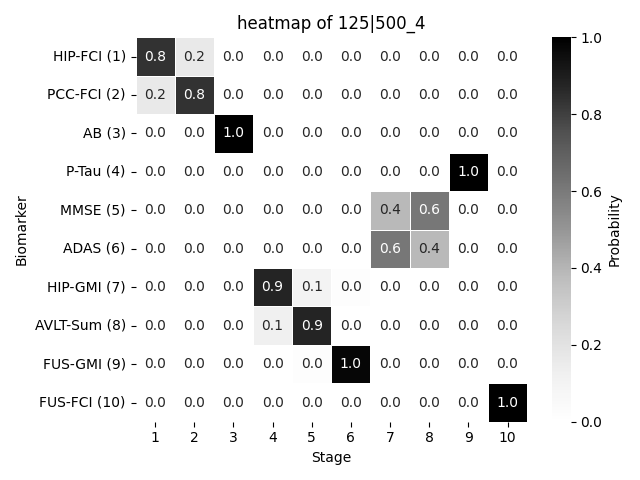 heatmap of 125|500_4
HIP-FCI (1) 0.8 0.2 0.0 0.0 0.0 0.0 0.0 0.0 0.0 0.0
PCC-FCI (2) 0.2 0.8 0.0 0.0 0.0 0.0 0.0 0.0 0.0 0.0
AB (3) 0.0 0.0 1.0 0.0 0.0 0.0 0.0 0.0 0.0 0.0
P-Tau (4) 0.0 0.0 0.0 0.0 0.0 0.0 0.0 0.0 1.0 0.0
MMSE (5) 0.0 0.0 0.0 0.0 0.0 0.0 0.4 0.6 0.0 0.0
ADAS (6) 0.0 0.0 0.0 0.0 0.0 0.0 0.6 0.4 0.0 0.0
HIP-GMI (7) 0.0 0.0 0.0 0.9 0.1 0.0 0.0 0.0 0.0 0.0
AVLT-Sum (8) 0.0 0.0 0.0 0.1 0.9 0.0 0.0 0.0 0.0 0.0
FUS-GMI (9) 0.0 0.0 0.0 0.0 0.0 1.0 0.0 0.0 0.0 0.0
FUS-FCI (10) 0.0 0.0 0.0 0.0 0.0 0.0 0.0 0.0 0.0 1.0
1 2 3 4 5 6 7 8 9 10
Stage
Biomarker
1.0
0.8
0.6
0.4
0.2
0.0
Probability